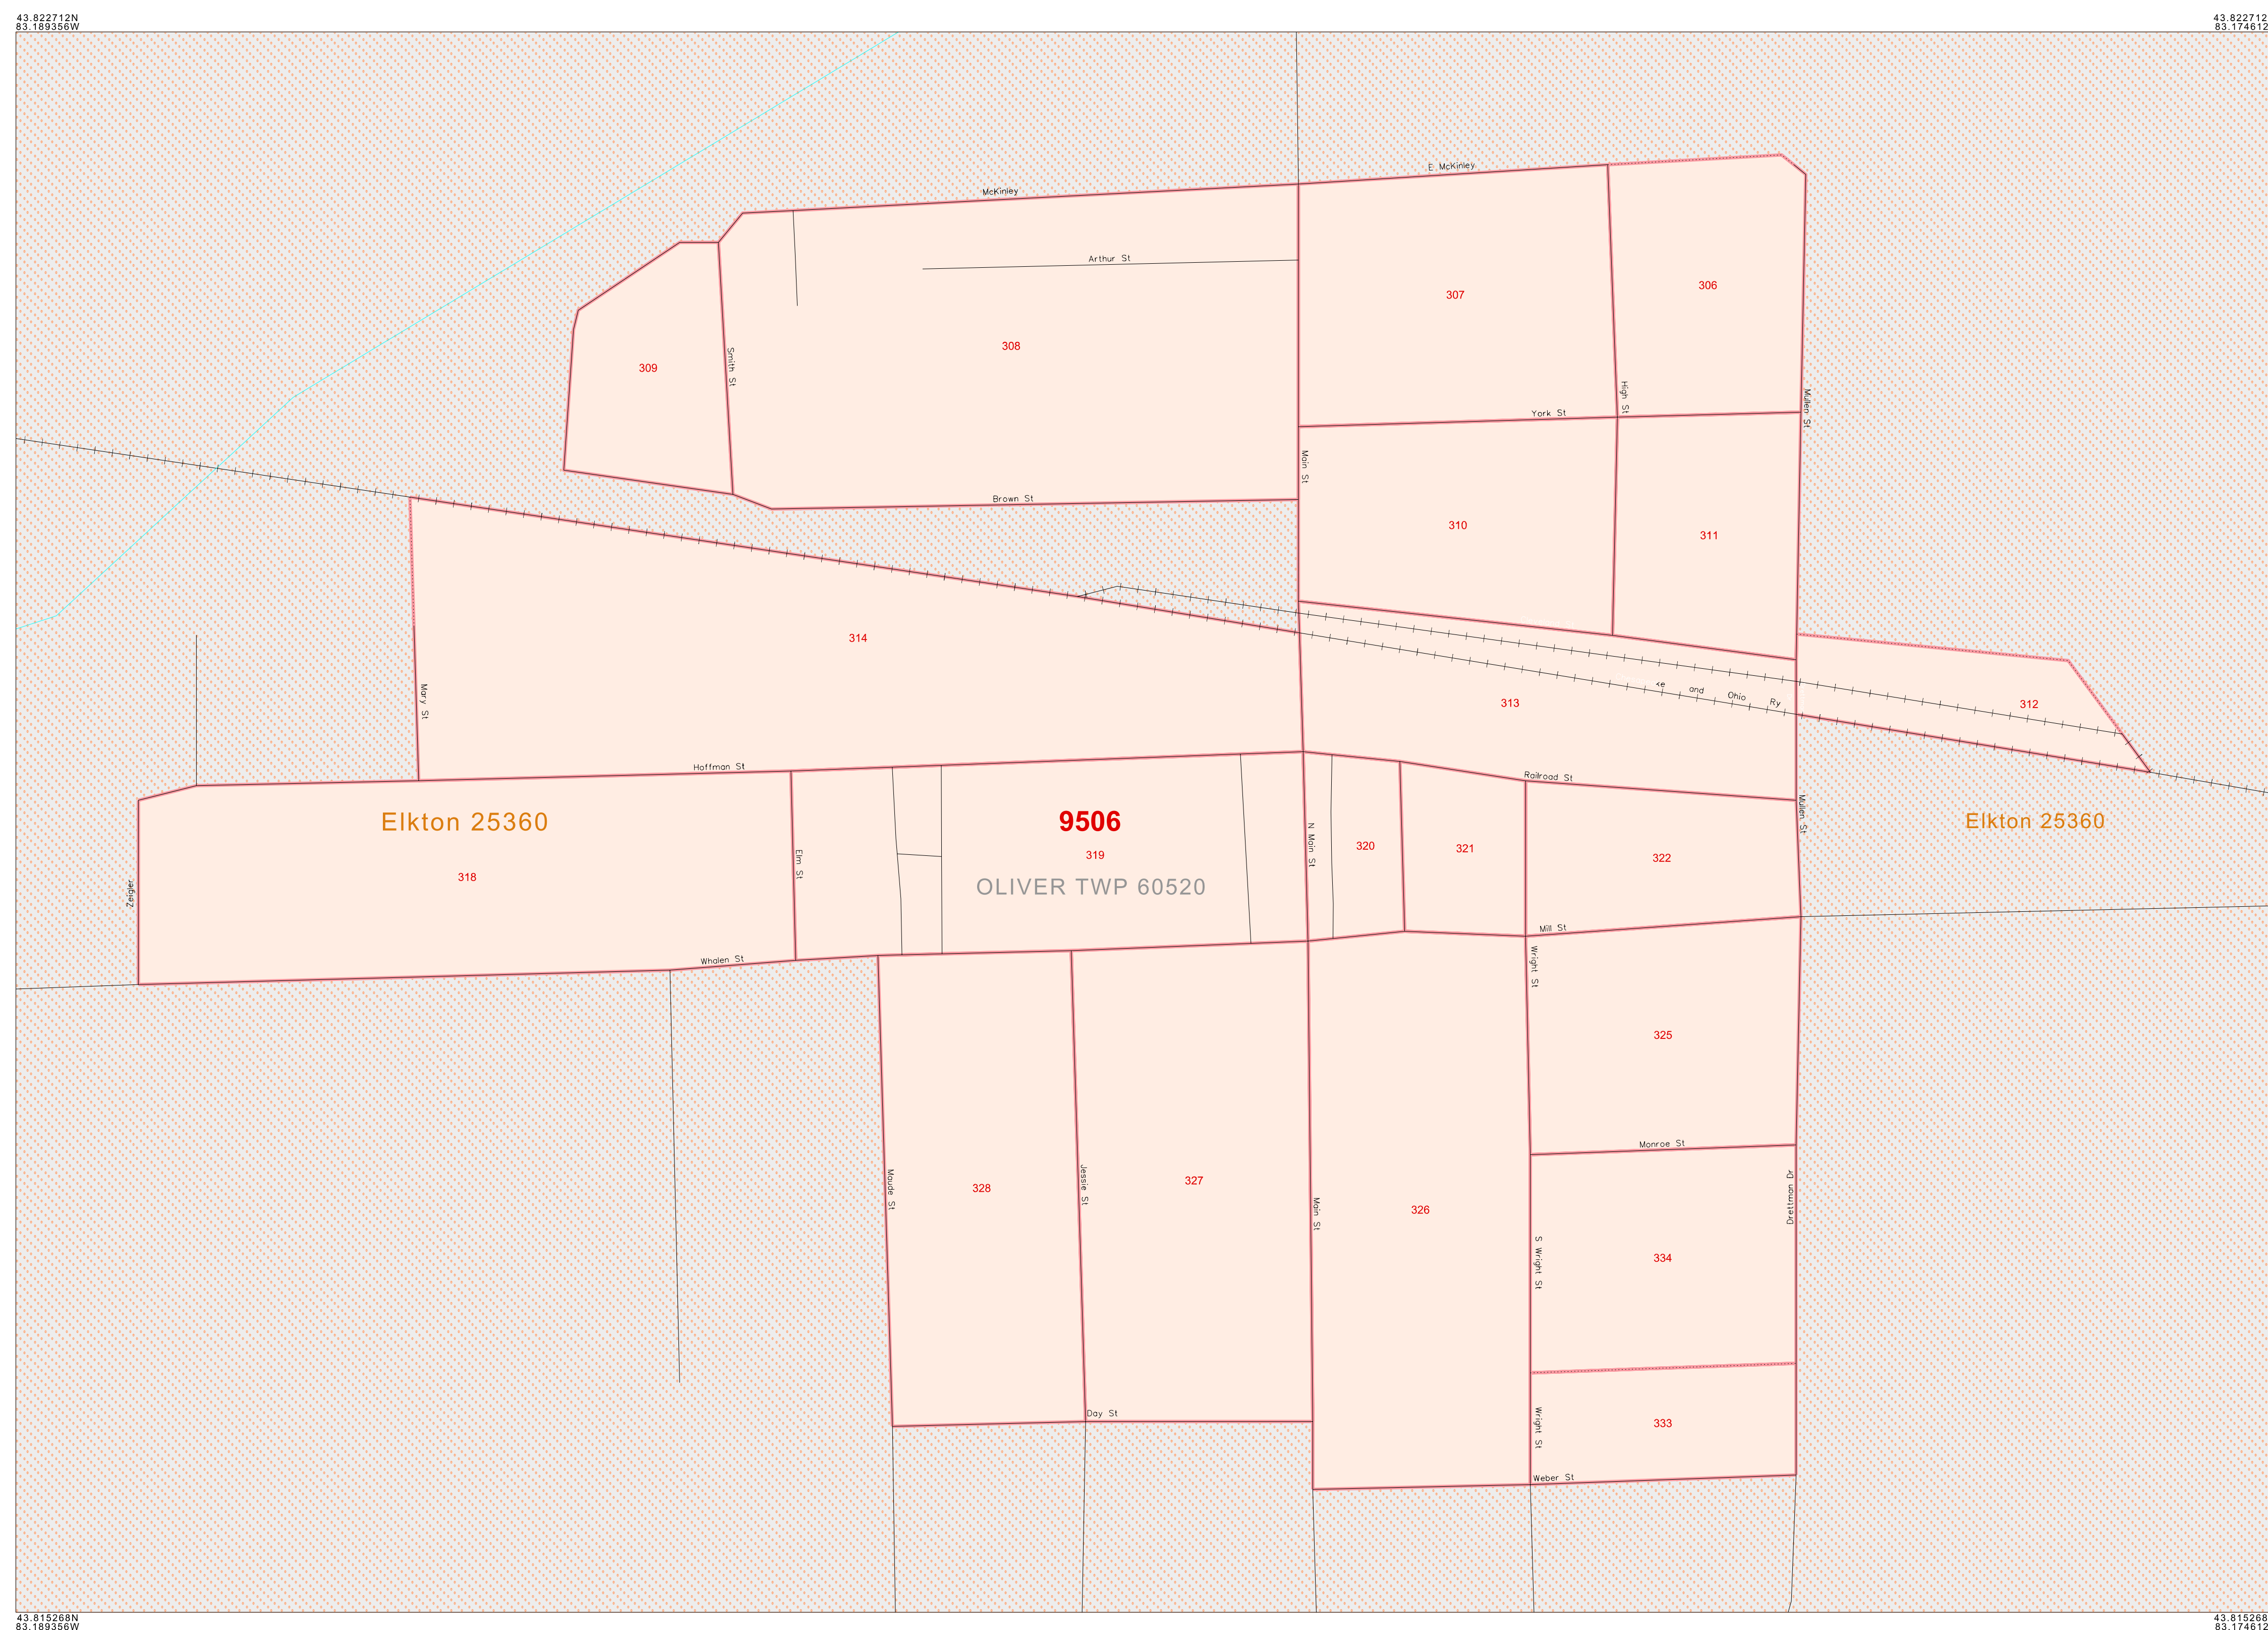 43.822712N
83.189356W
43.822712
83.174612
E McKinley
McKinley
Arthur St
306
307
308
309
Smith St
High St
Mullen St
York St
Main St
Brown St
310
311
314
313
312
ke and Ohio Ry
Mary St
Hoffman St
Railroad St
Elkton 25360
9506
Mullen St
Elkton 25360
N Main St
320
321
322
319
Elm St
318
OLIVER TWP 60520
Zeigler
Mill St
Whalen St
Wright St
325
Monroe St
Maude St
Jessie St
328
327
Main St
326
Drettman Dr
S Wright St
334
Day St
Wright St
333
Weber St
43.815268N
83.189356W
43.815268
83.174612